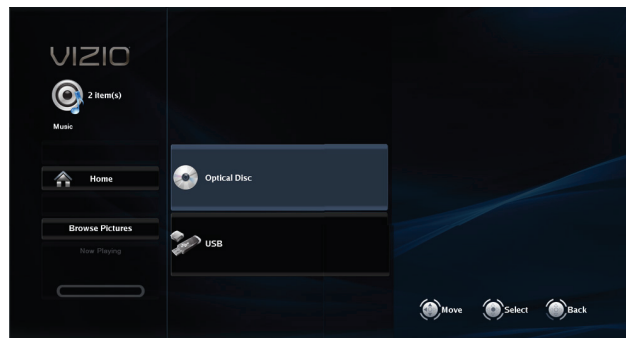 VIZIO
2 item(s)
Music
Home
Optical Disc
Browse Pictures
USB
Now Playing
Move
Select
Back